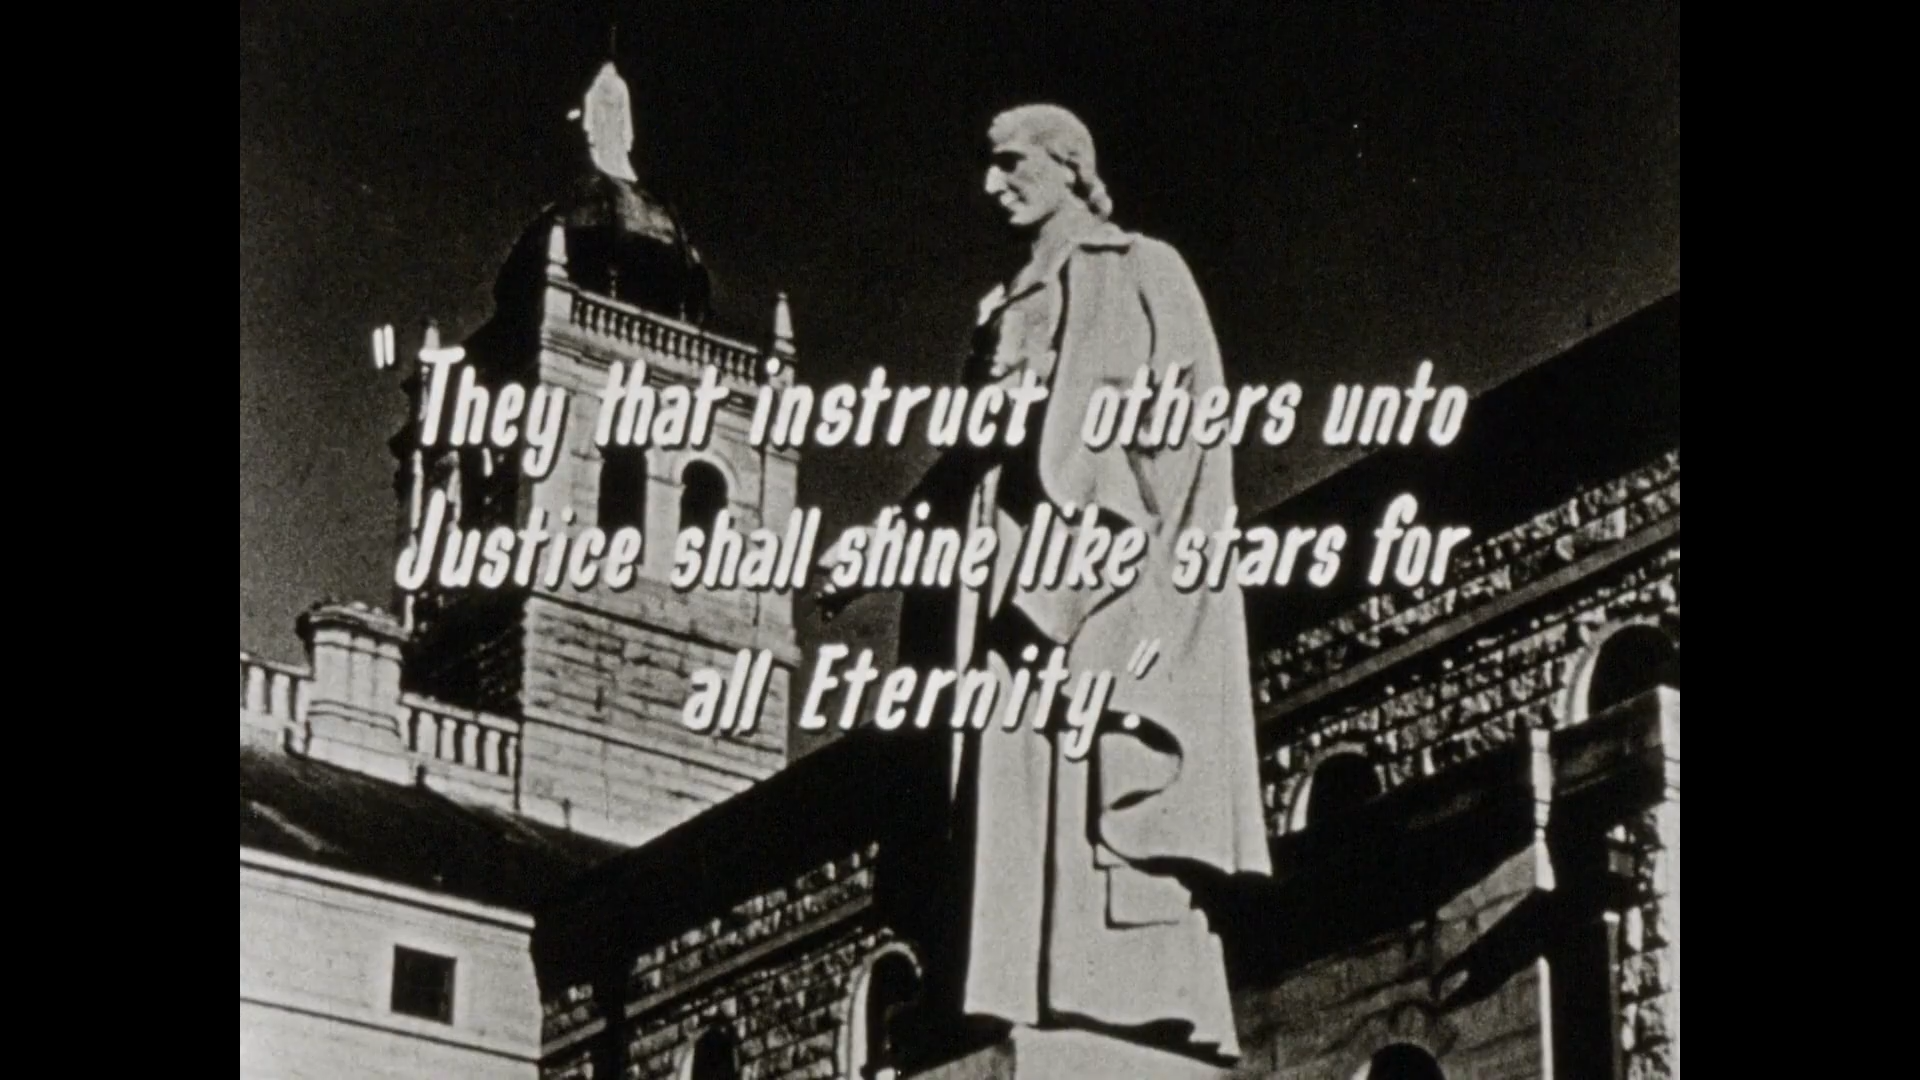 "They that instruct others unto
Justice shall shine like stars for
all Eternity."